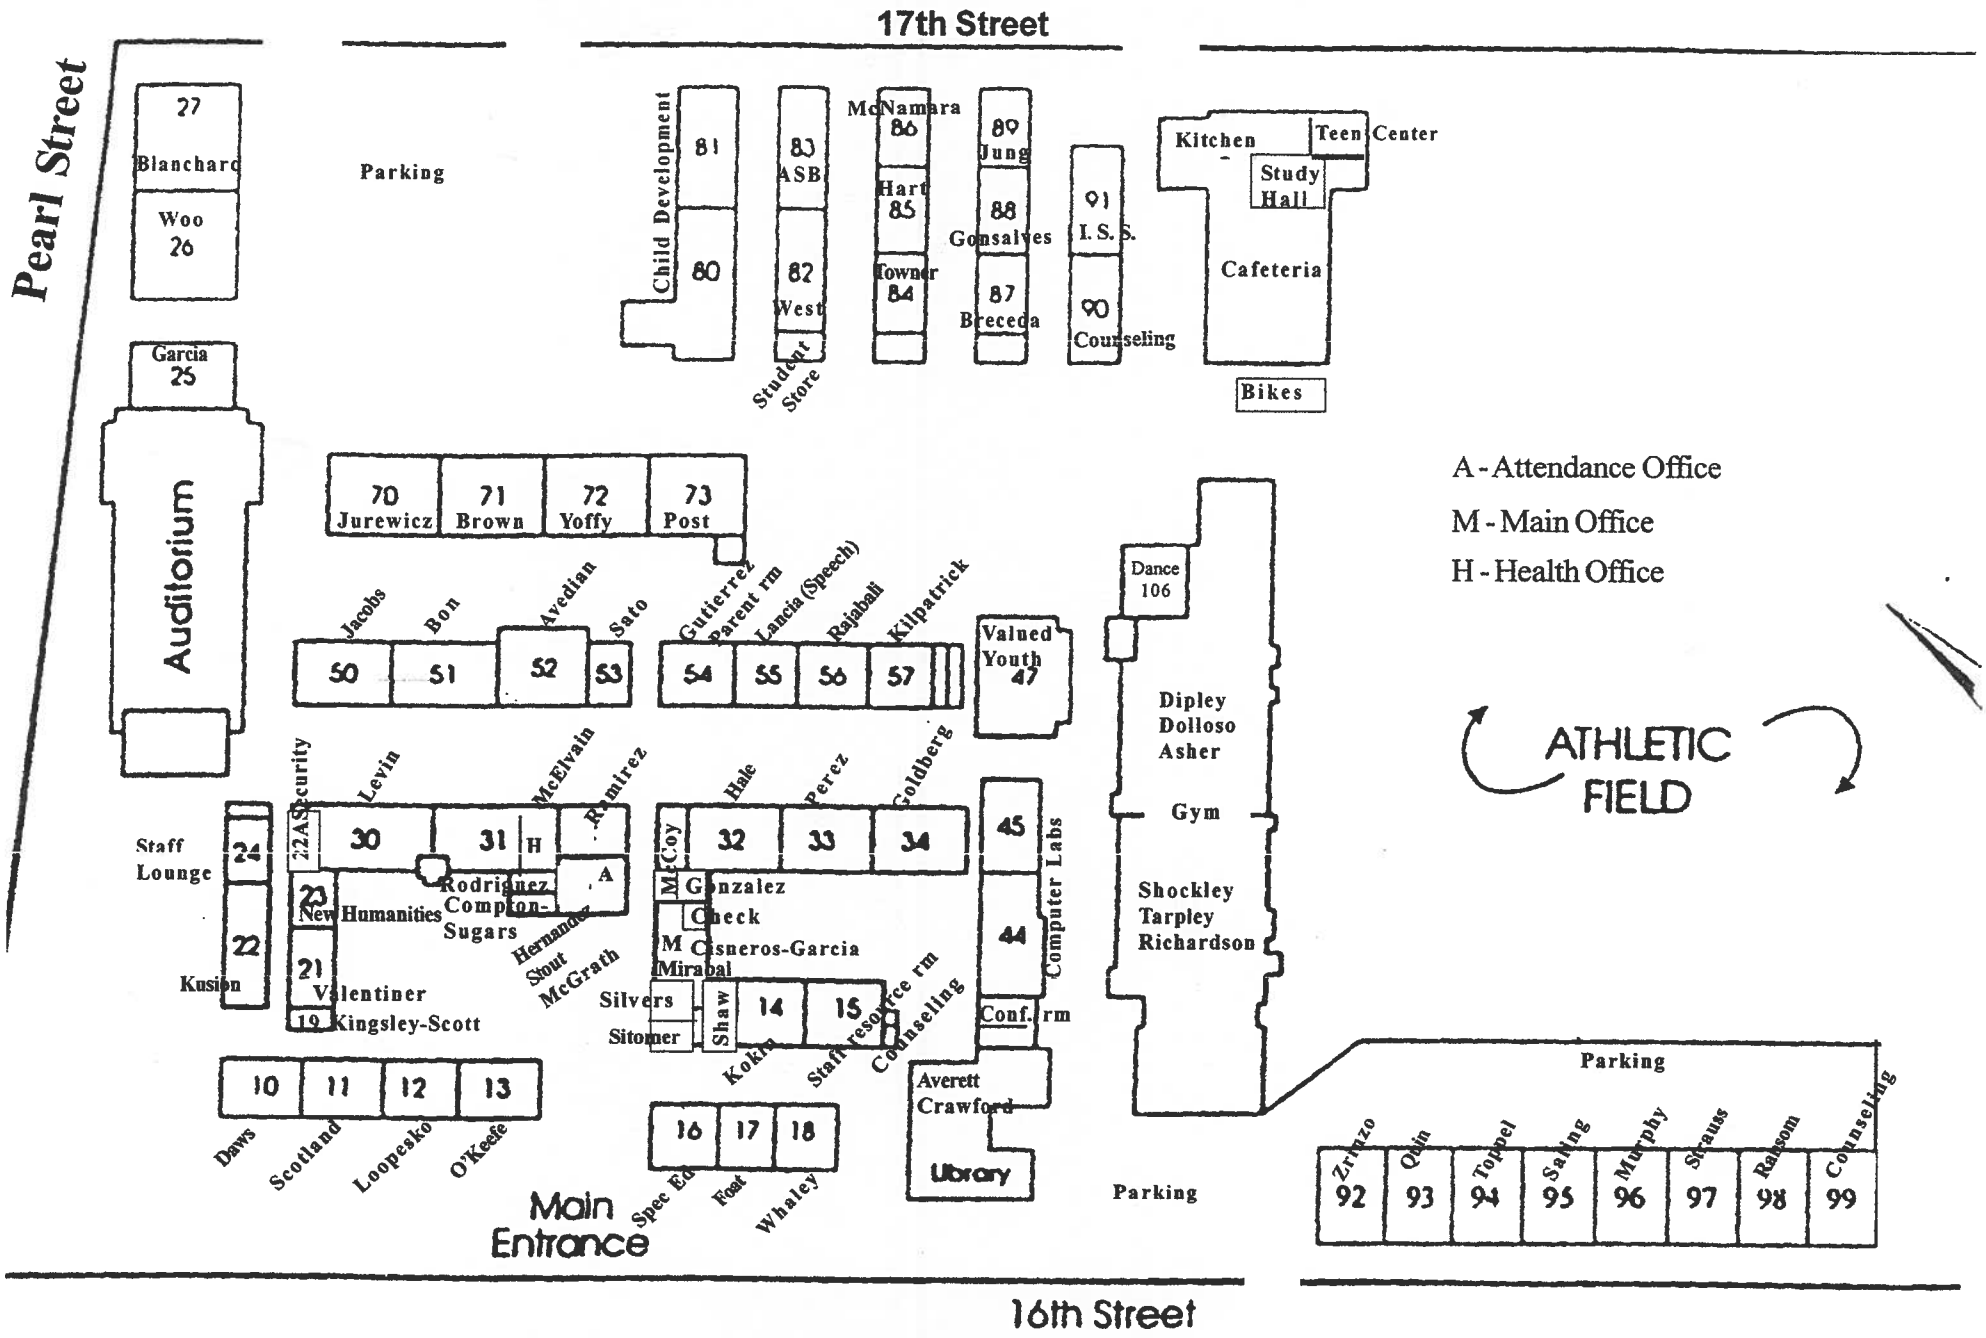 17th Street
Pearl Street
27
Blanchard
Woo
26
Parking
Child Development
81
80
83
ASB
82
West
Student
Store
McNamara
86
Hart
85
Towner
84
89
Jung
88
Gonsalves
87
Breceda
91
I. S. S.
90
Counseling
Kitchen
Teen Center
Study
Hall
Cafeteria
Bikes
Garcia
25
Auditorium
70
Jurewicz
71
Brown
72
Yoffy
73
Post
A - Attendance Office
M - Main Office
H - Health Office
Jacobs
50
Bon
51
Avedian
52
Sato
53
Gutierrez
Parent rm
54
Lancia (Speech)
55
Rajabali
56
Kilpatrick
57
Valued
Youth
47
Dance
106
Dipley
Dolloso
Asher
Gym
Shockley
Tarpley
Richardson
ATHLETIC
FIELD
Staff
Lounge
24
22
Kusion
22A Security
Levin
30
31
McElvain
H
Ramirez
A
23
New Humanities
21
Valentiner
19 Kingsley-Scott
Rodriguez
Compton-
Sugars
Hernandez
Stout
McGrath
McCoy
Hale
32
Perez
33
Goldberg
34
Gonzalez
Check
M Cisneros-Garcia
Mirabal
Silvers
Sitomer
Shaw
14
Kokin
15
Staff resource rm
Counseling
45
44
Computer Labs
Conf. rm
Averett
Crawford
Library
10
Daws
11
Scotland
12
Loopesko
13
O'Keefe
16
Spec Ed
17
Foat
18
Whaley
Main
Entrance
Parking
Parking
Zrinzo
92
Quin
93
Toppel
94
Saling
95
Murphy
96
Strauss
97
Ransom
98
Counseling
99
16th Street